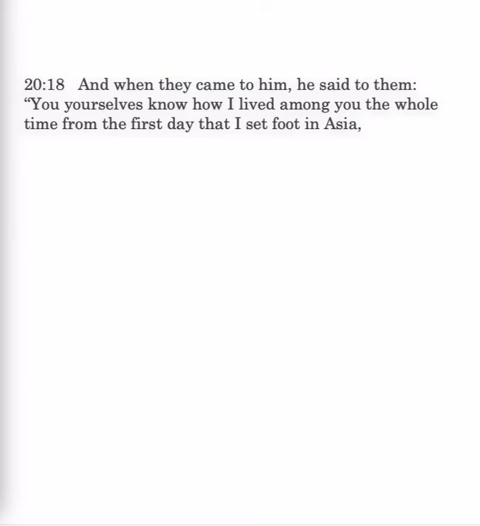 20:18 And when they came to him, he said to them:
“You yourselves know how I lived among you the whole
time from the first day that I set foot in Asia,